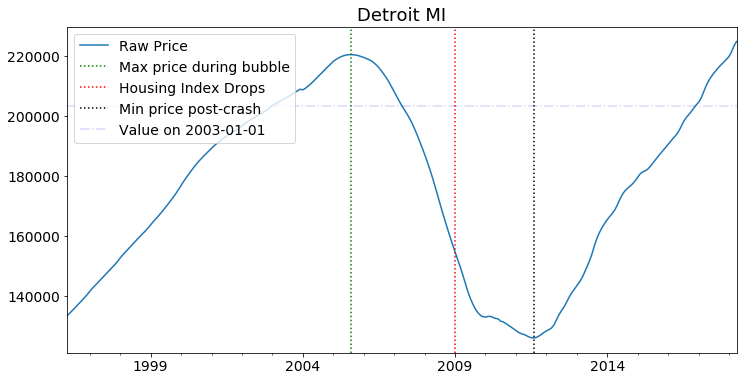 Detroit MI
Raw Price
Max price during bubble
Housing Index Drops
Min price post-crash
Value on 2003-01-01
220000
200000
180000
160000
140000
1999
2004
2009
2014